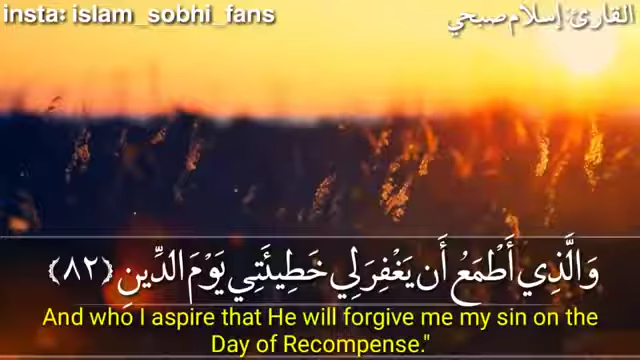 insta: islam_sobhi_fans
القارئ: إسلام صبحي
وَالَّذِي أَطْمَعُ أَن يَغْفِرَ لِي خَطِيئَتِي يَوْمَ الدِّينِ ﴿٨٢﴾
And who I aspire that He will forgive me my sin on the
Day of Recompense."